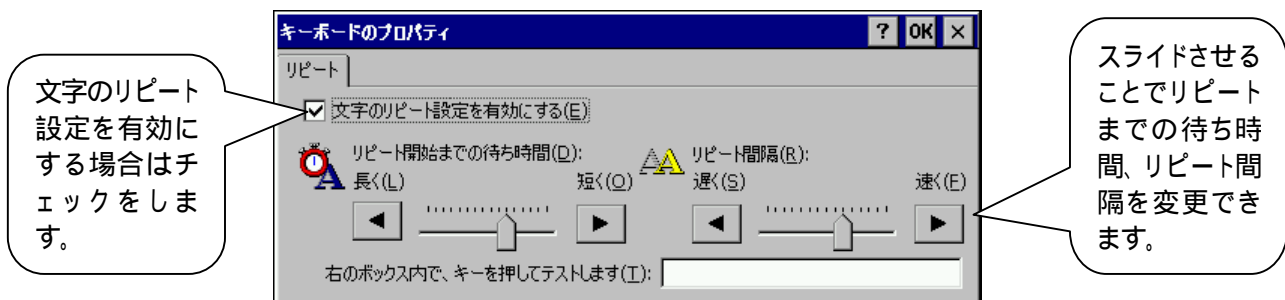 文字のリピート
設定を有効に
する場合はチ
ェックをしま
す。
キーボードのプロパティ
? OK ×
リピート
文字のリピート設定を有効にする(E)
リピート開始までの待ち時間(D):
長く(L) 短く(O)
リピート間隔(R):
遅く(S) 速く(F)
右のボックス内で、キーを押してテストします(T):
スライドさせる
ことでリピート
までの待ち時
間、リピート間
隔を変更でき
ます。